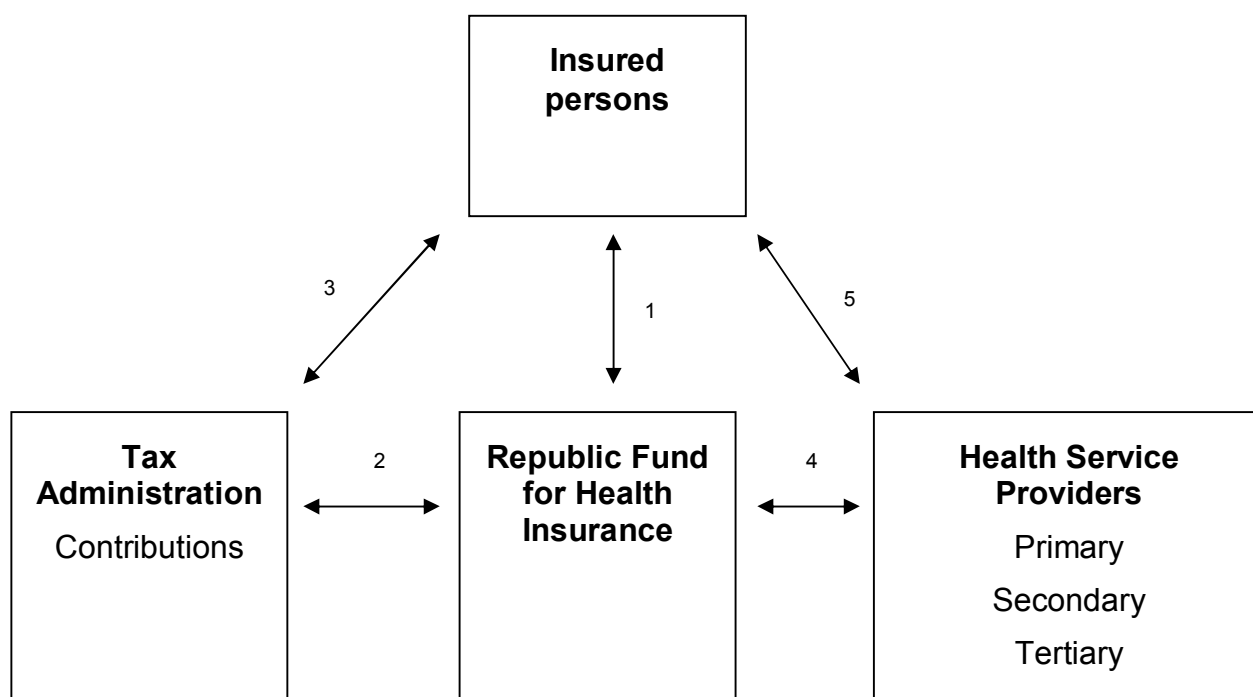 Insured
persons
3
1
5
Tax
Administration
Contributions
2
Republic Fund
for Health
Insurance
4
Health Service
Providers
Primary
Secondary
Tertiary